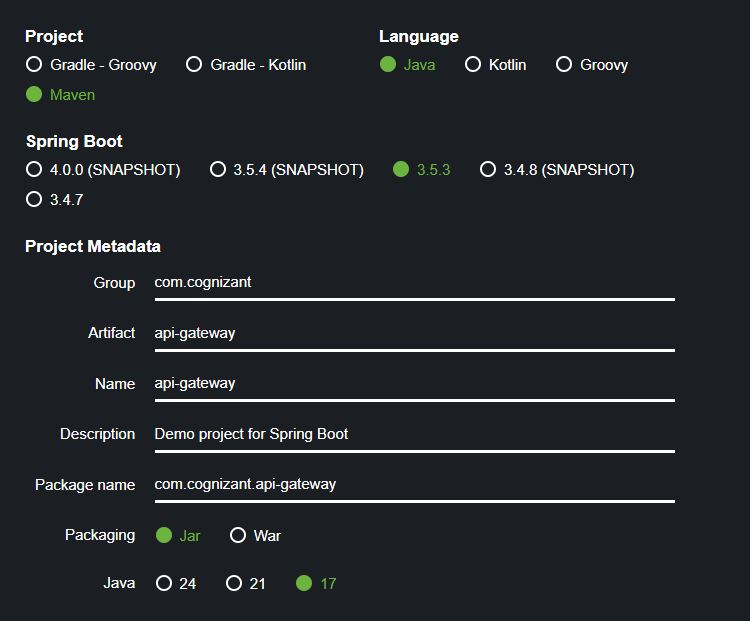 Project
Language
Gradle - Groovy Gradle - Kotlin
Java Kotlin Groovy
Maven
Spring Boot
4.0.0 (SNAPSHOT) 3.5.4 (SNAPSHOT) 3.5.3 3.4.8 (SNAPSHOT)
3.4.7
Project Metadata
Group com.cognizant
Artifact api-gateway
Name api-gateway
Description Demo project for Spring Boot
Package name com.cognizant.api-gateway
Packaging Jar War
Java 24 21 17